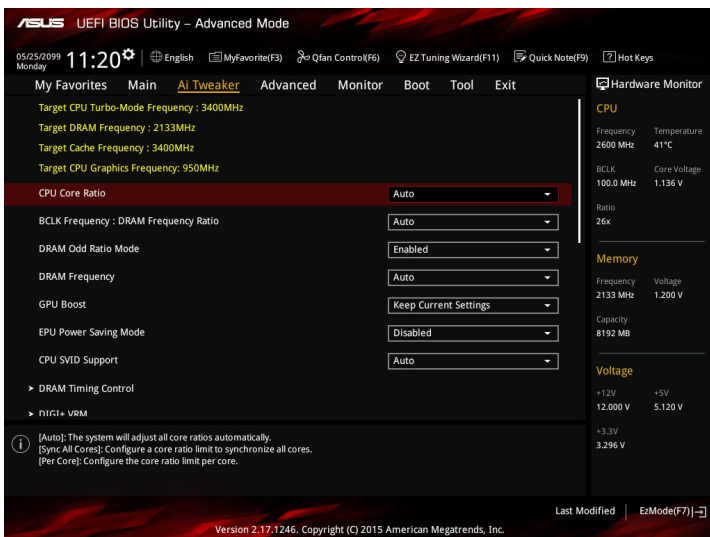 ASUS UEFI BIOS Utility – Advanced Mode
05/25/2099 Monday 11:20 English MyFavorite(F3) Qfan Control(F6) EZ Tuning Wizard(F11) Quick Note(F9) ? Hot Keys
My Favorites Main Ai Tweaker Advanced Monitor Boot Tool Exit
Target CPU Turbo-Mode Frequency : 3400MHz
Target DRAM Frequency : 2133MHz
Target Cache Frequency : 3400MHz
Target CPU Graphics Frequency: 950MHz
CPU Core Ratio Auto
BCLK Frequency : DRAM Frequency Ratio Auto
DRAM Odd Ratio Mode Enabled
DRAM Frequency Auto
GPU Boost Keep Current Settings
EPU Power Saving Mode Disabled
CPU SVID Support Auto
> DRAM Timing Control
> DIGI+ VRM
i
[Auto]: The system will adjust all core ratios automatically.
[Sync All Cores]: Configure a core ratio limit to synchronize all cores.
[Per Core]: Configure the core ratio limit per core.
Hardware Monitor
CPU
Frequency Temperature
2600 MHz 41°C
BCLK Core Voltage
100.0 MHz 1.136 V
Ratio
26x
Memory
Frequency Voltage
2133 MHz 1.200 V
Capacity
8192 MB
Voltage
+12V +5V
12.000 V 5.120 V
+3.3V
3.296 V
Last Modified EzMode(F7)
Version 2.17.1246. Copyright (C) 2015 American Megatrends, Inc.